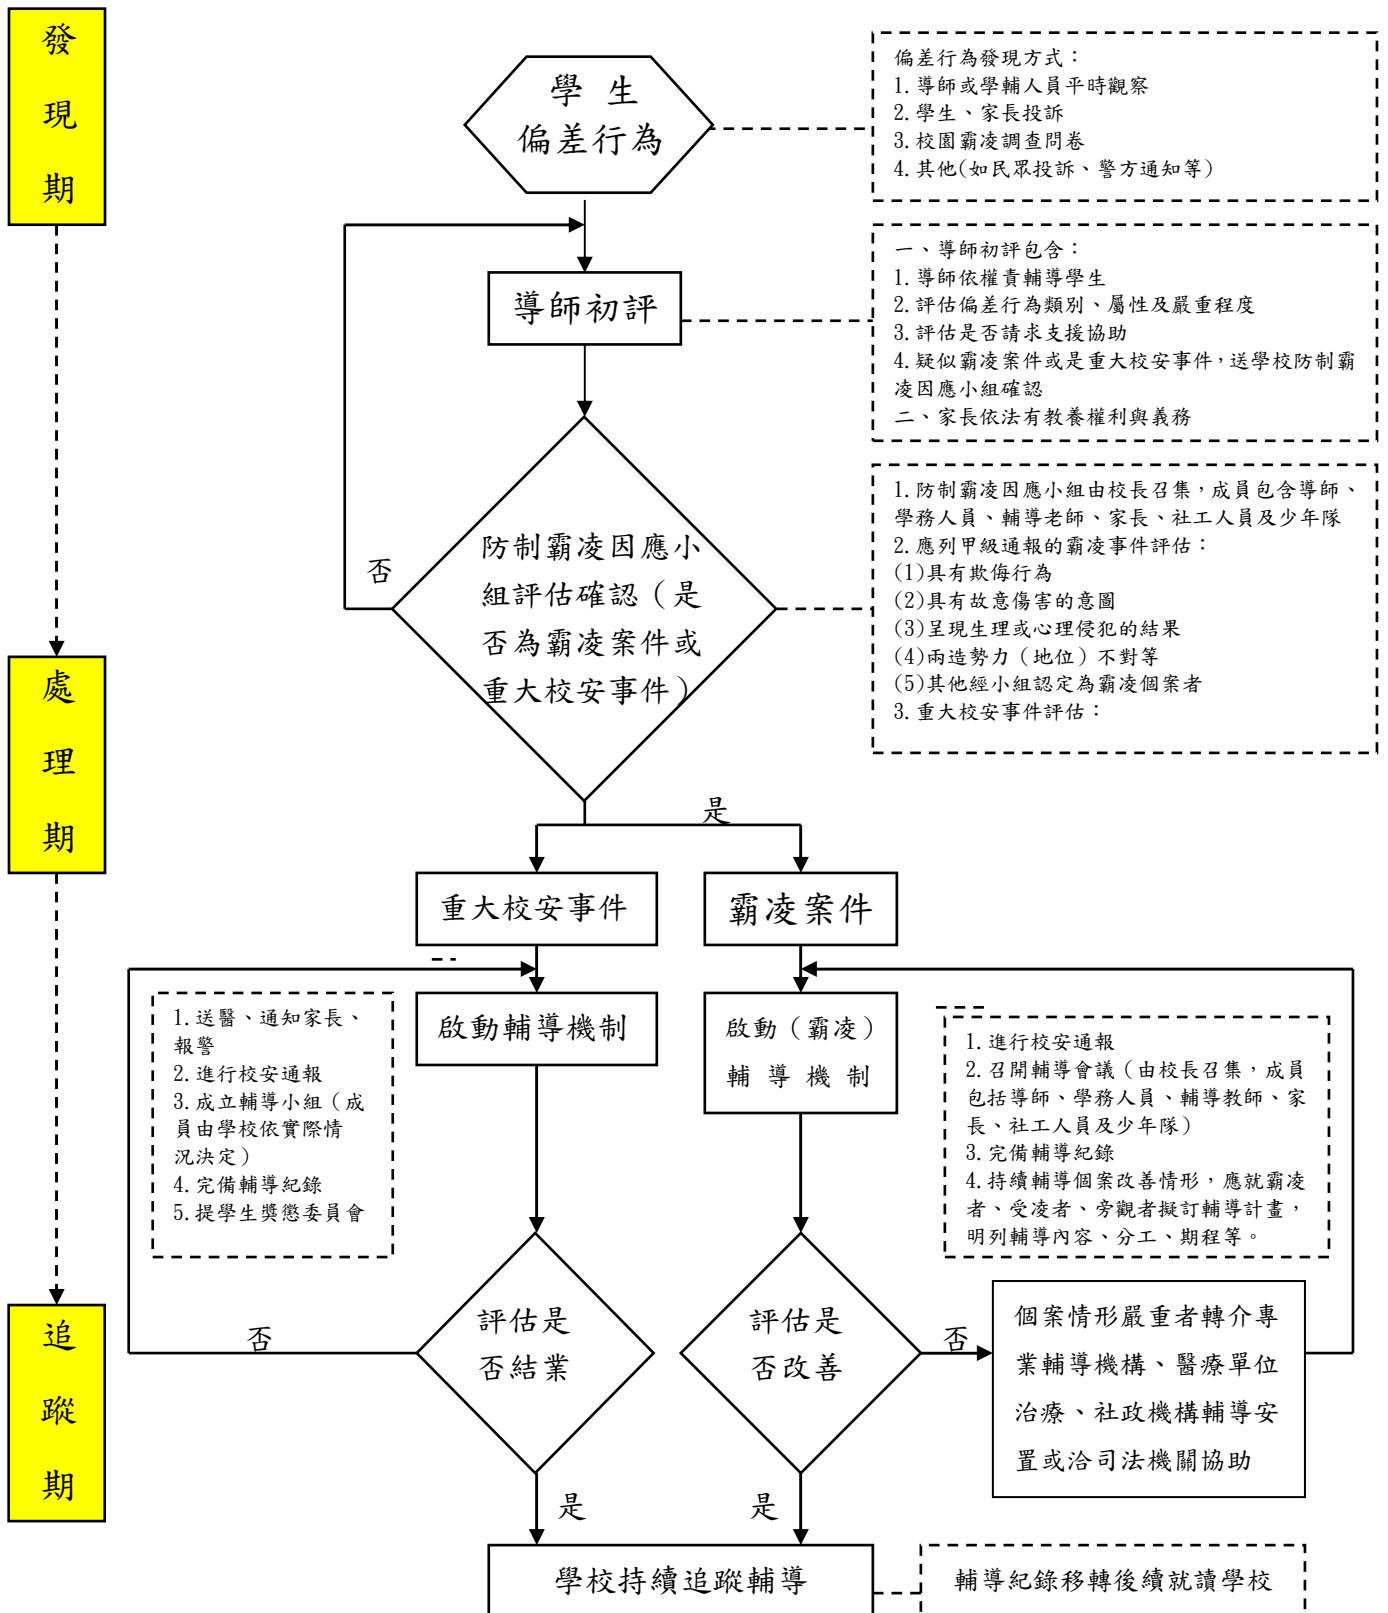 發
現
期
學 生
偏差行為
偏差行為發現方式：
1.導師或學輔人員平時觀察
2.學生、家長投訴
3.校園霸凌調查問卷
4.其他(如民眾投訴、警方通知等)
導師初評
一、導師初評包含：
1.導師依權責輔導學生
2.評估偏差行為類別、屬性及嚴重程度
3.評估是否請求支援協助
4.疑似霸凌案件或是重大校安事件，送學校防制霸
凌因應小組確認
二、家長依法有教養權利與義務
否
防制霸凌因應小
組評估確認（是
否為霸凌案件或
重大校安事件）
1.防制霸凌因應小組由校長召集，成員包含導師、
學務人員、輔導老師、家長、社工人員及少年隊
2.應列甲級通報的霸凌事件評估：
(1)具有欺侮行為
(2)具有故意傷害的意圖
(3)呈現生理或心理侵犯的結果
(4)兩造勢力（地位）不對等
(5)其他經小組認定為霸凌個案者
3.重大校安事件評估：
處
理
期
是
重大校安事件
霸凌案件
1.送醫、通知家長、
報警
2.進行校安通報
3.成立輔導小組（成
員由學校依實際情
況決定）
4.完備輔導紀錄
5.提學生獎懲委員會
啟動輔導機制
啟動（霸凌）
輔 導 機 制
1.進行校安通報
2.召開輔導會議（由校長召集，成員
包括導師、學務人員、輔導教師、家
長、社工人員及少年隊）
3.完備輔導紀錄
4.持續輔導個案改善情形，應就霸凌
者、受凌者、旁觀者擬訂輔導計畫，
明列輔導內容、分工、期程等。
追
蹤
期
否
評估是
否結業
評估是
否改善
否
個案情形嚴重者轉介專
業輔導機構、醫療單位
治療、社政機構輔導安
置或洽司法機關協助
是
是
學校持續追蹤輔導
輔導紀錄移轉後續就讀學校